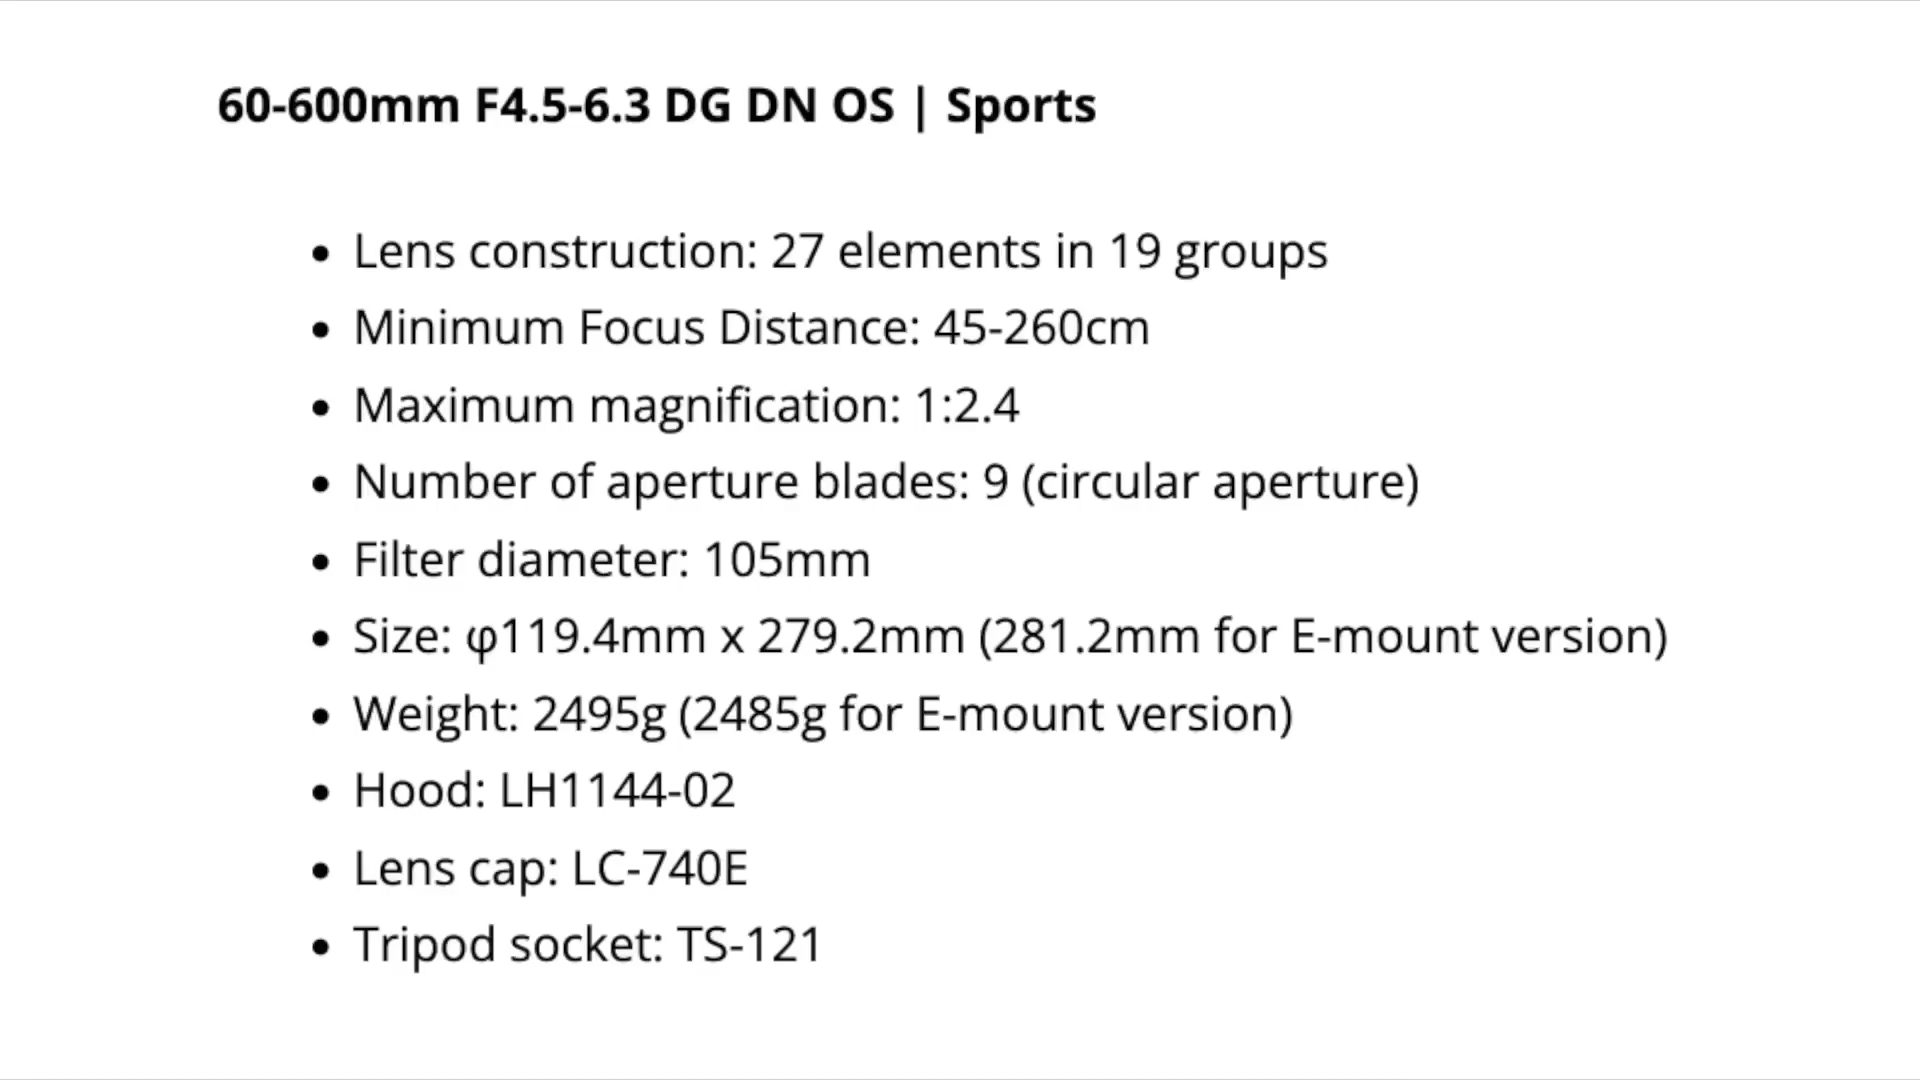 60-600mm F4.5-6.3 DG DN OS | Sports
• Lens construction: 27 elements in 19 groups
• Minimum Focus Distance: 45-260cm
• Maximum magnification: 1:2.4
• Number of aperture blades: 9 (circular aperture)
• Filter diameter: 105mm
• Size: φ119.4mm x 279.2mm (281.2mm for E-mount version)
• Weight: 2495g (2485g for E-mount version)
• Hood: LH1144-02
• Lens cap: LC-740E
• Tripod socket: TS-121